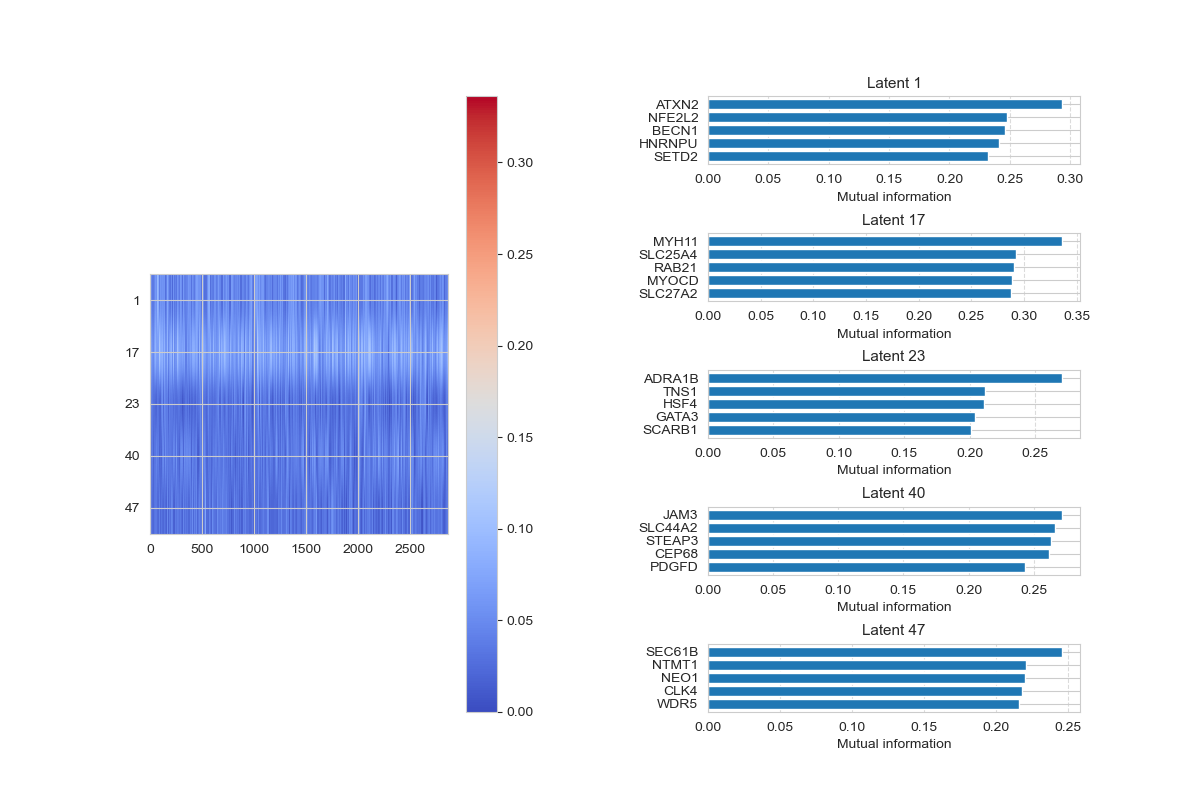 1
17
23
40
47
0 500 1000 1500 2000 2500
0.30
0.25
0.20
0.15
0.10
0.05
0.00
Latent 1
ATXN2
NFE2L2
BECN1
HNRNPU
SETD2
0.00 0.05 0.10 0.15 0.20 0.25 0.30
Mutual information
Latent 17
MYH11
SLC25A4
RAB21
MYOCD
SLC27A2
0.00 0.05 0.10 0.15 0.20 0.25 0.30 0.35
Mutual information
Latent 23
ADRA1B
TNS1
HSF4
GATA3
SCARB1
0.00 0.05 0.10 0.15 0.20 0.25
Mutual information
Latent 40
JAM3
SLC44A2
STEAP3
CEP68
PDGFD
0.00 0.05 0.10 0.15 0.20 0.25
Mutual information
Latent 47
SEC61B
NTMT1
NEO1
CLK4
WDR5
0.00 0.05 0.10 0.15 0.20 0.25
Mutual information